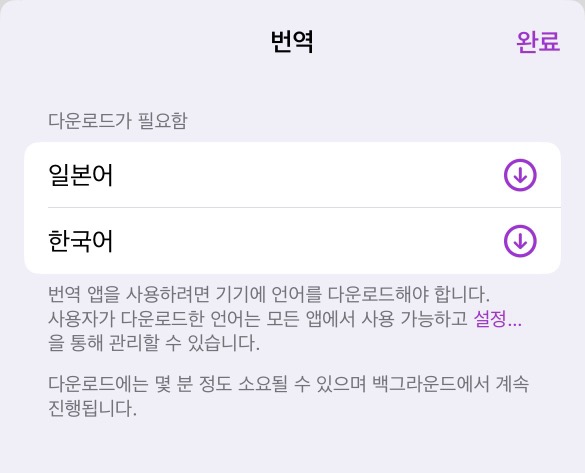 번역
완료
다운로드가 필요함
일본어
한국어
번역 앱을 사용하려면 기기에 언어를 다운로드해야 합니다.
사용자가 다운로드한 언어는 모든 앱에서 사용 가능하고 설정...
을 통해 관리할 수 있습니다.
다운로드에는 몇 분 정도 소요될 수 있으며 백그라운드에서 계속
진행됩니다.